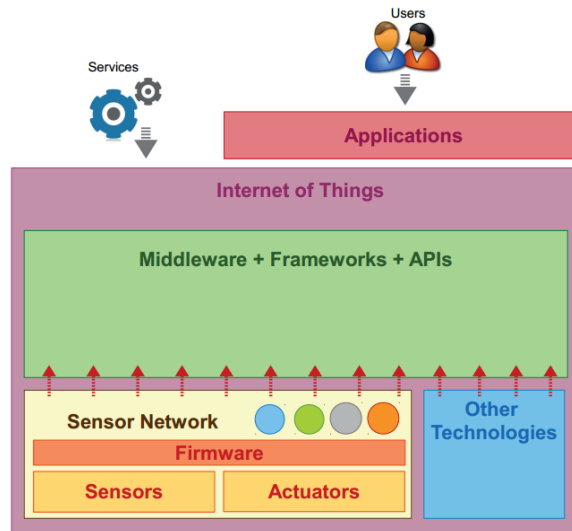 Users
Services
Applications
Internet of Things
Middleware + Frameworks + APIs
Sensor Network
Other
Technologies
Firmware
Sensors
Actuators